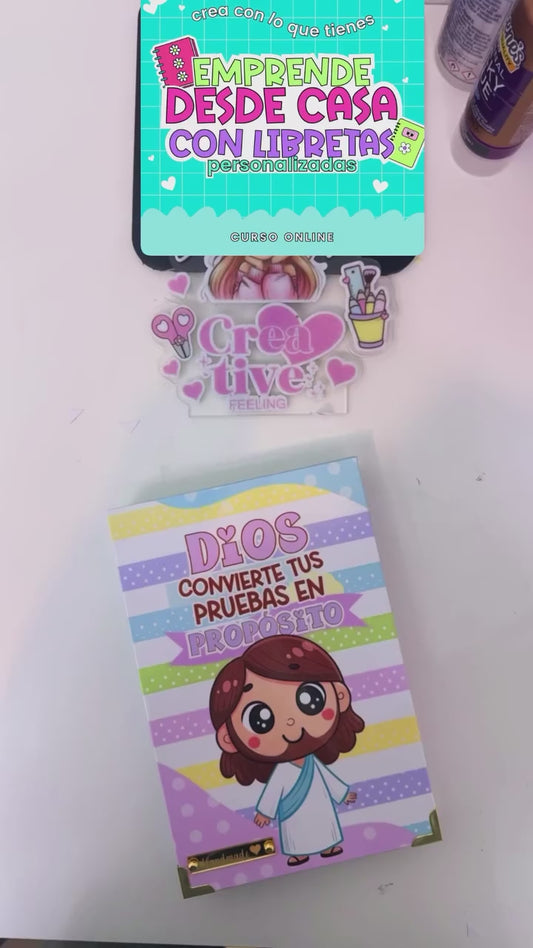 crea con lo que tienes
EMPRENDE
DESDE CASA
CON LIBRETAS
personalizadas
CURSO ONLINE
Crea
tive
FEELING
DiOS
CONVIERTE TUS
PRUEBAS EN
PROPÓSiTO
Handmade